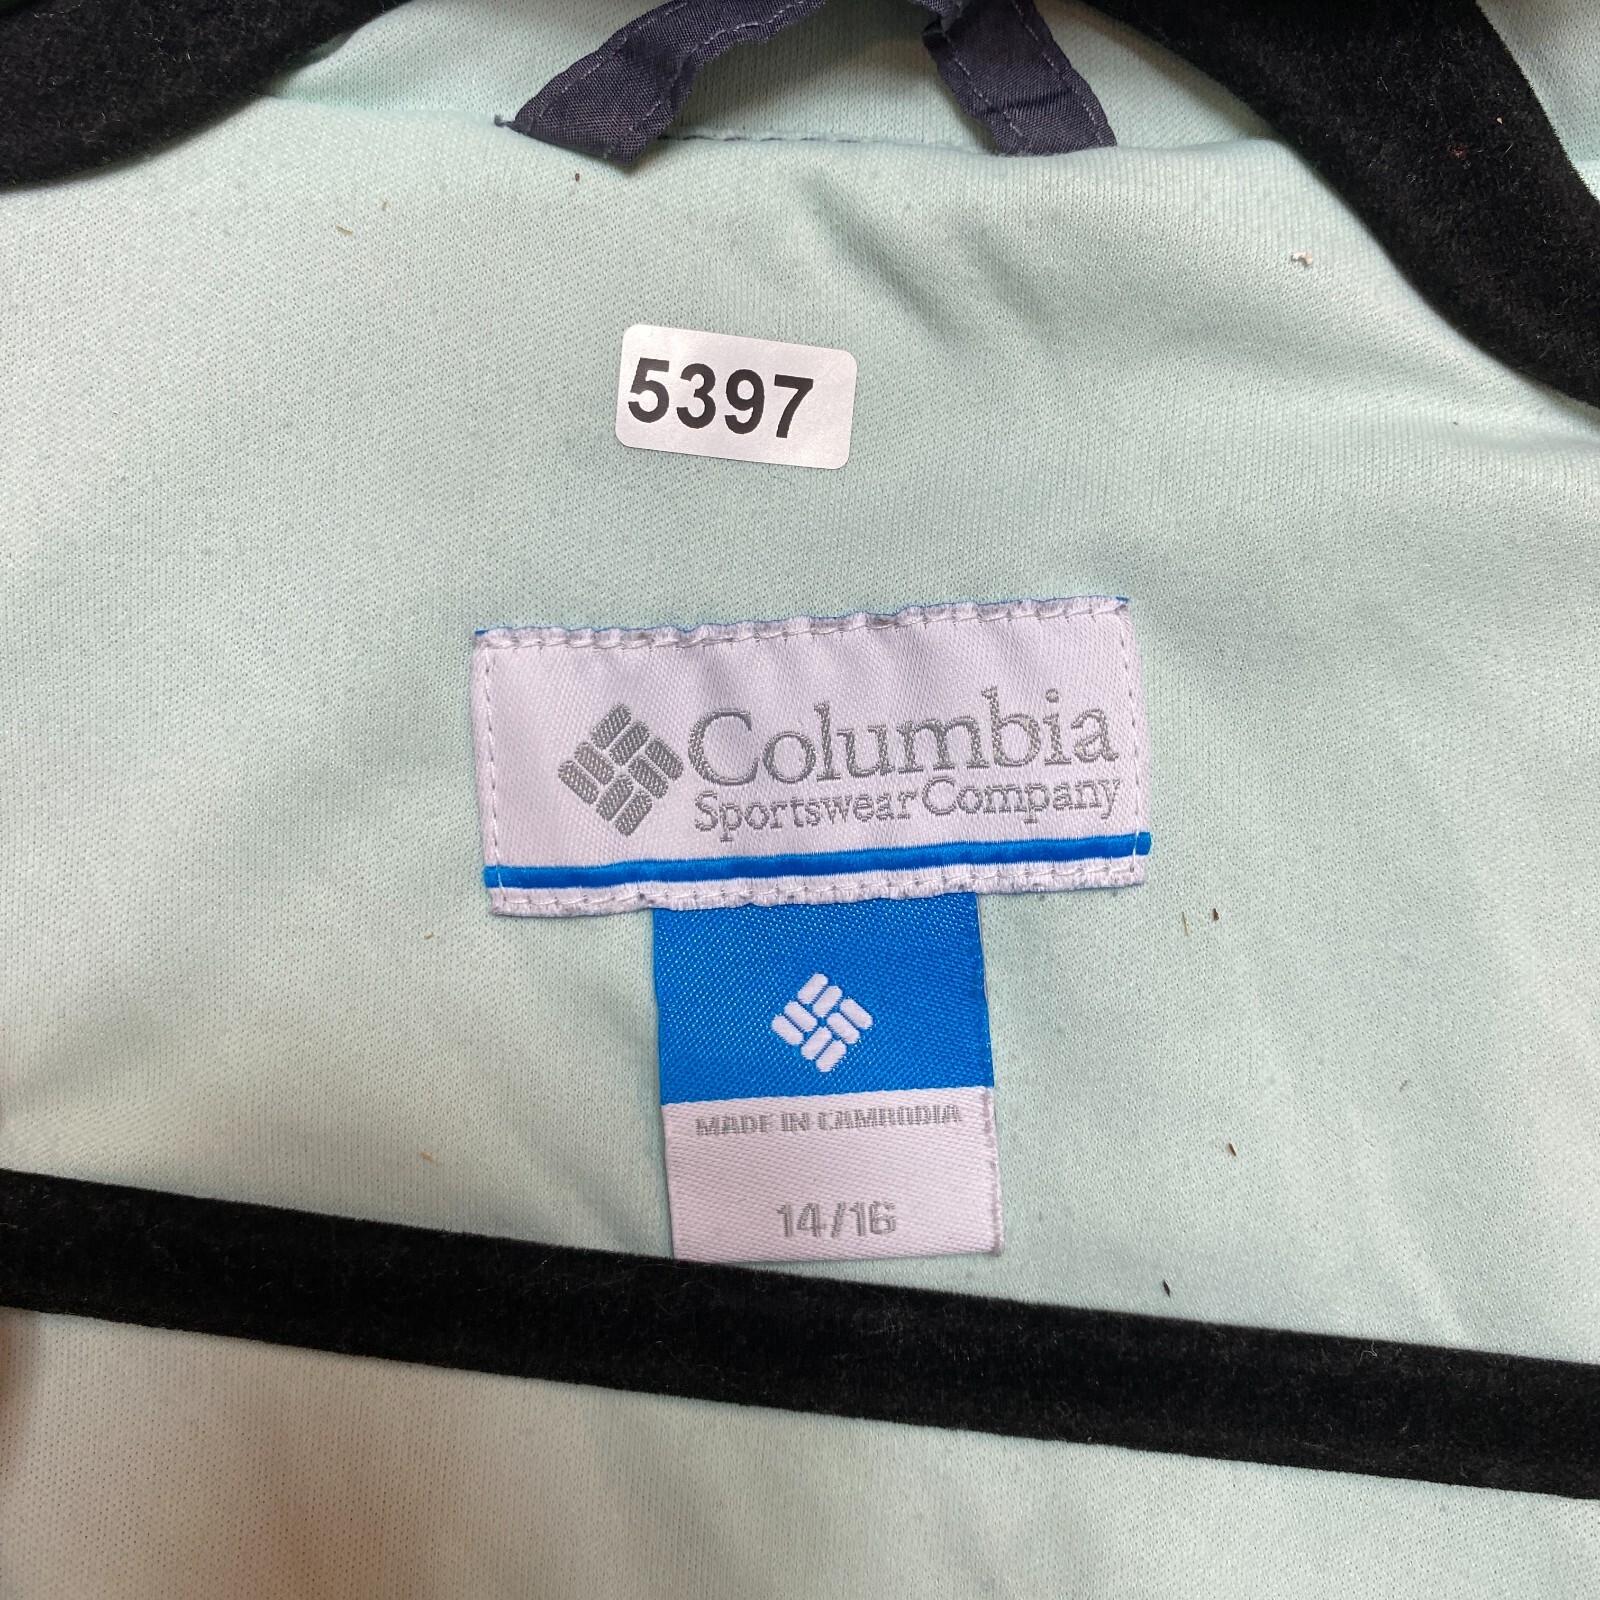 5397
Columbia
Sportswear Company
MADE IN CAMBODIA
14/16